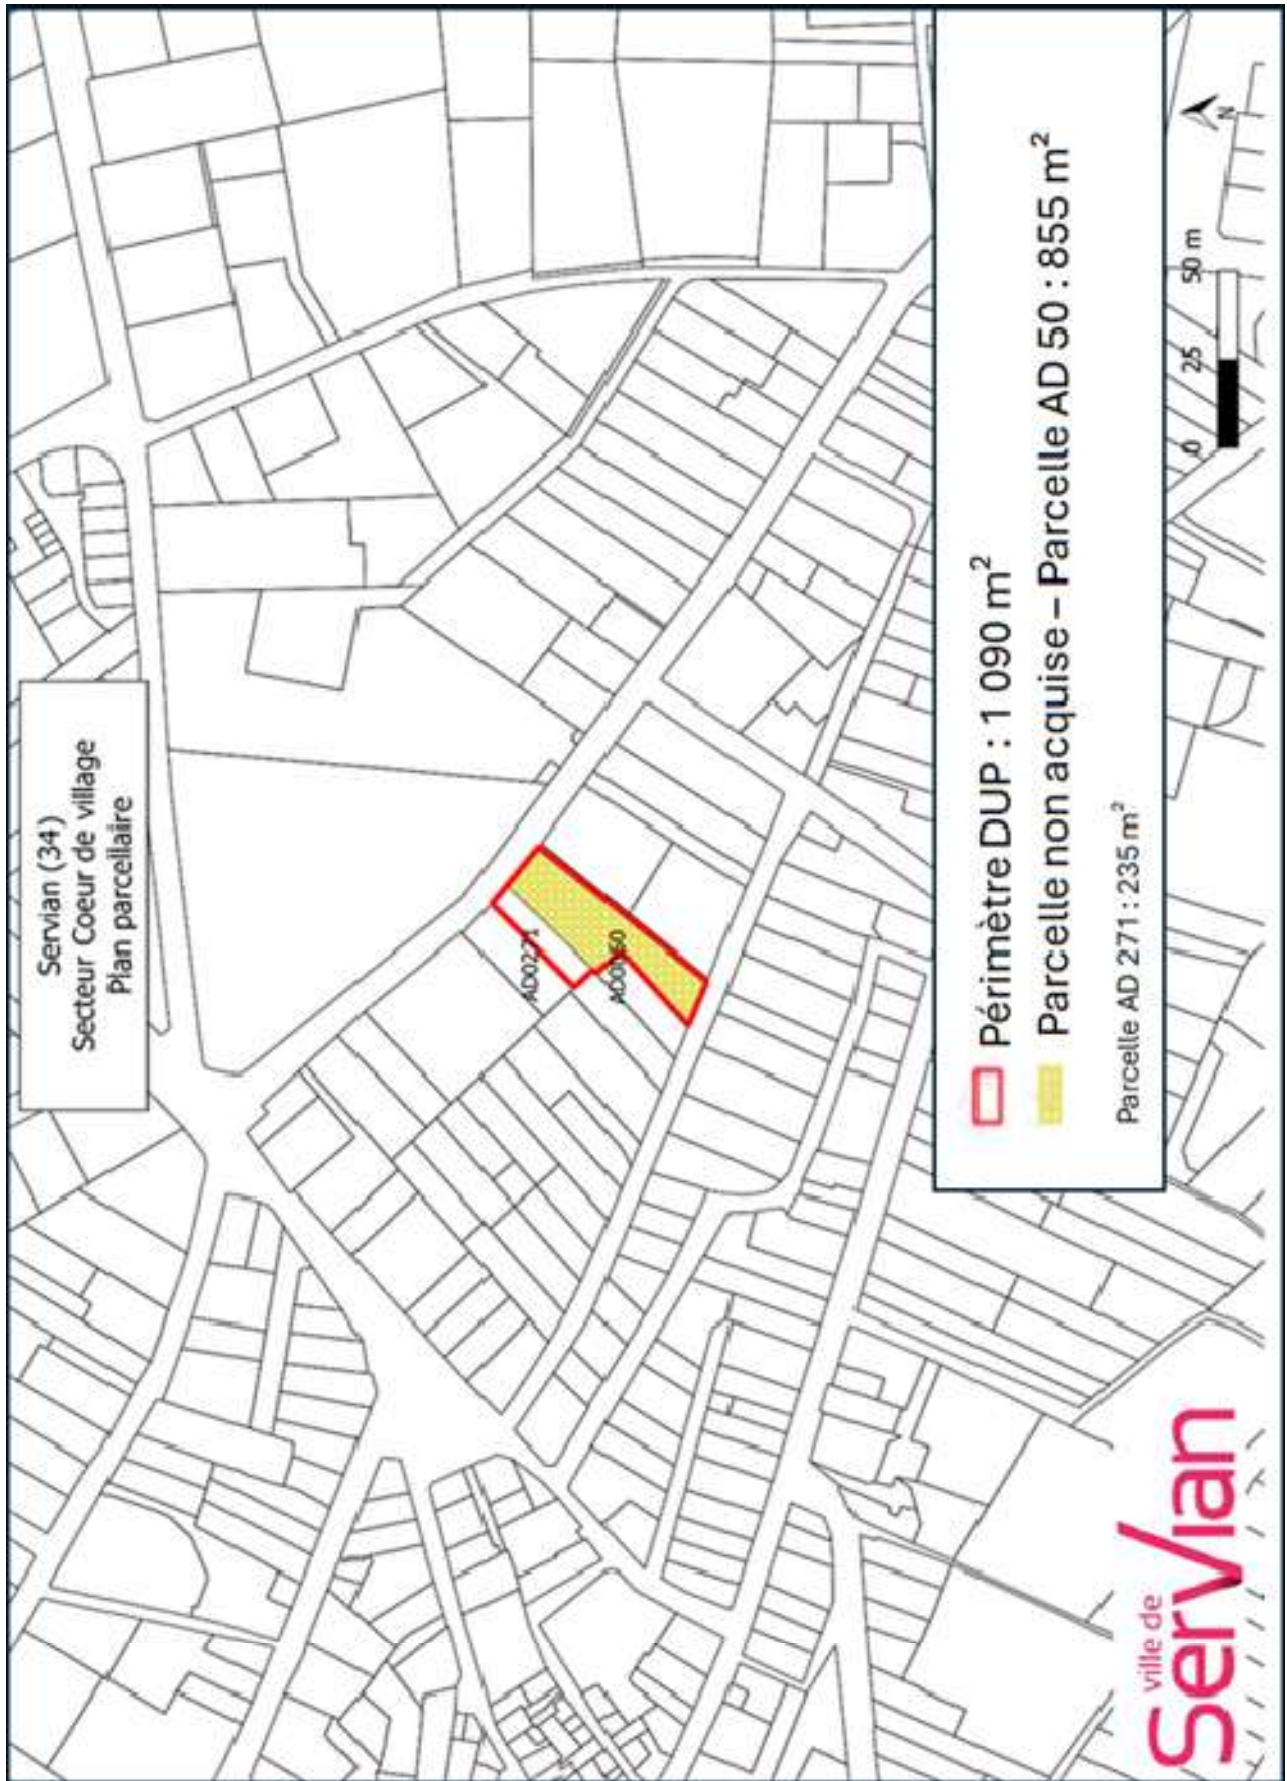 Servian (34)
Secteur Coeur de village
Plan parcellaire
AD0271
AD0050
Périmètre DUP : 1 090 m²
Parcelle non acquise – Parcelle AD 50 : 855 m²
Parcelle AD 271 : 235 m²
0 25 50 m
N
ville de
Servian